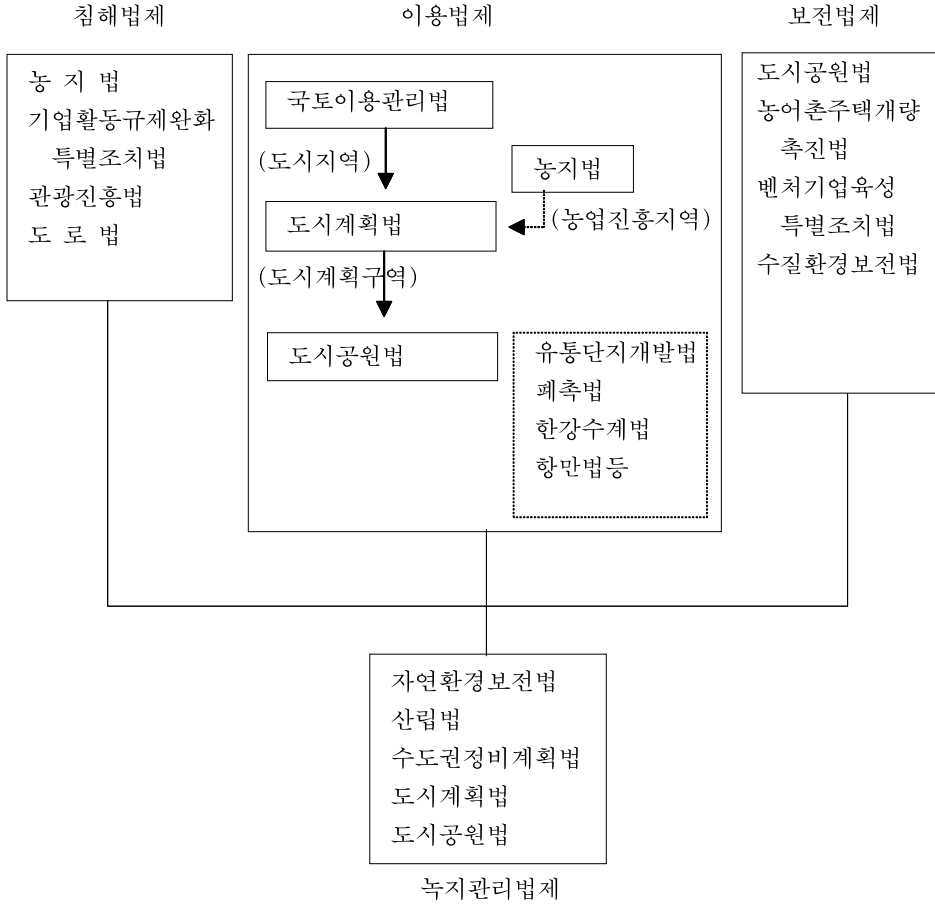 침해법제
이용법제
보전법제
농 지 법
기업활동규제완화
특별조치법
관광진흥법
도 로 법
국토이용관리법
(도시지역)
농지법
도시계획법
(농업진흥지역)
(도시계획구역)
도시공원법
유통단지개발법
폐촉법
한강수계법
항만법등
도시공원법
농어촌주택개량
촉진법
벤처기업육성
특별조치법
수질환경보전법
자연환경보전법
산림법
수도권정비계획법
도시계획법
도시공원법
녹지관리법제